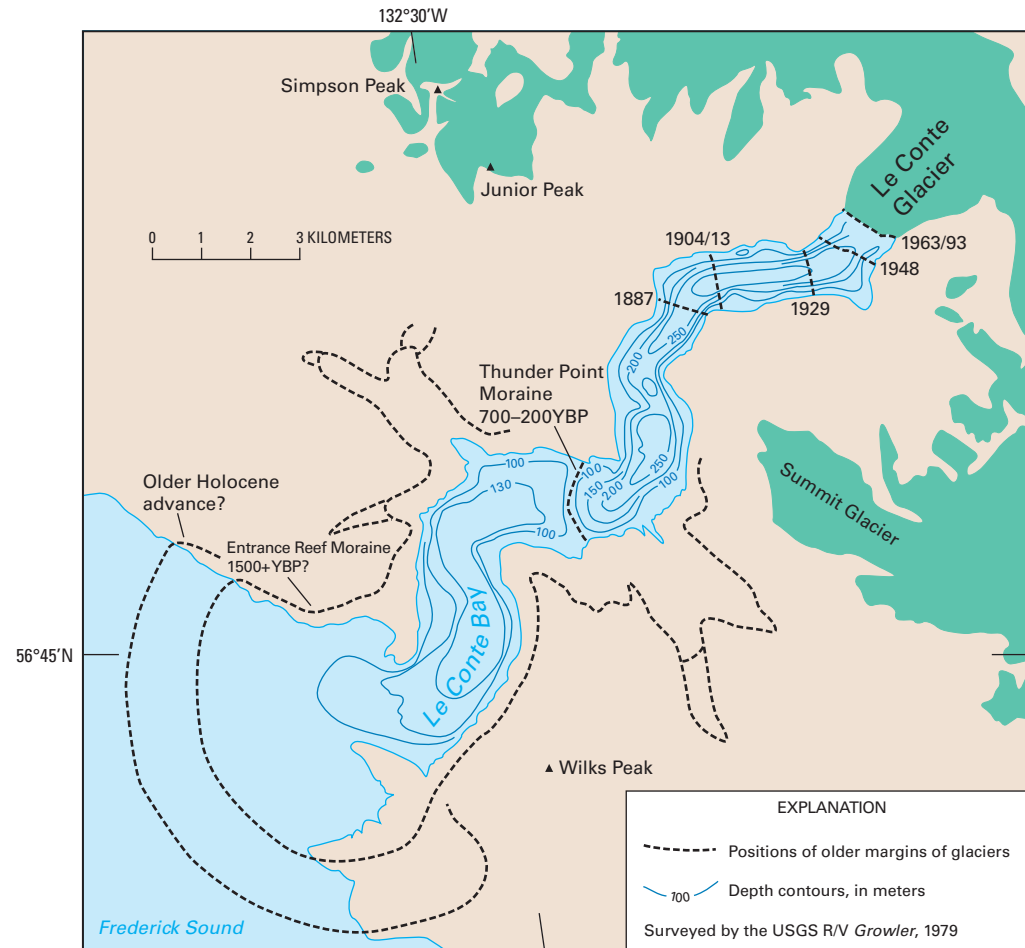 132°30'W
Simpson Peak
Junior Peak
Le Conte
Glacier
0 1 2 3 KILOMETERS
1904/13
1963/93
1948
1887
1929
250
200
Thunder Point
Moraine
700–200YBP
100
130
100
100
150
200
250
100
Older Holocene
advance?
Entrance Reef Moraine
1500+YBP?
Summit Glacier
56°45'N
Le Conte Bay
Wilks Peak
Frederick Sound
EXPLANATION
Positions of older margins of glaciers
100 Depth contours, in meters
Surveyed by the USGS R/V Growler, 1979